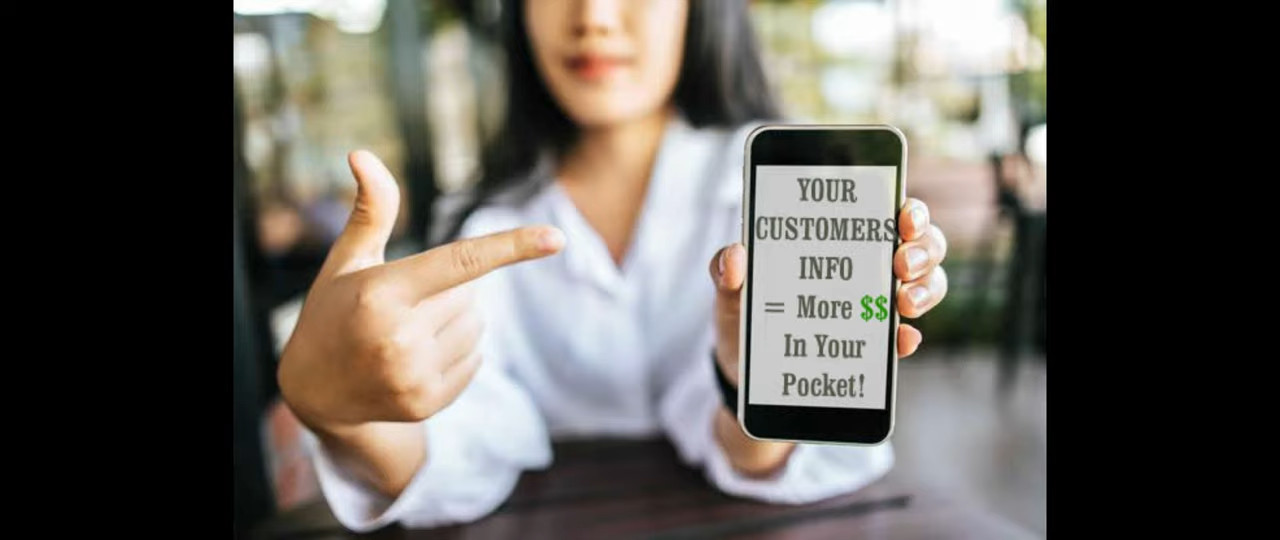 YOUR
CUSTOMERS
INFO
= More $$
In Your
Pocket!